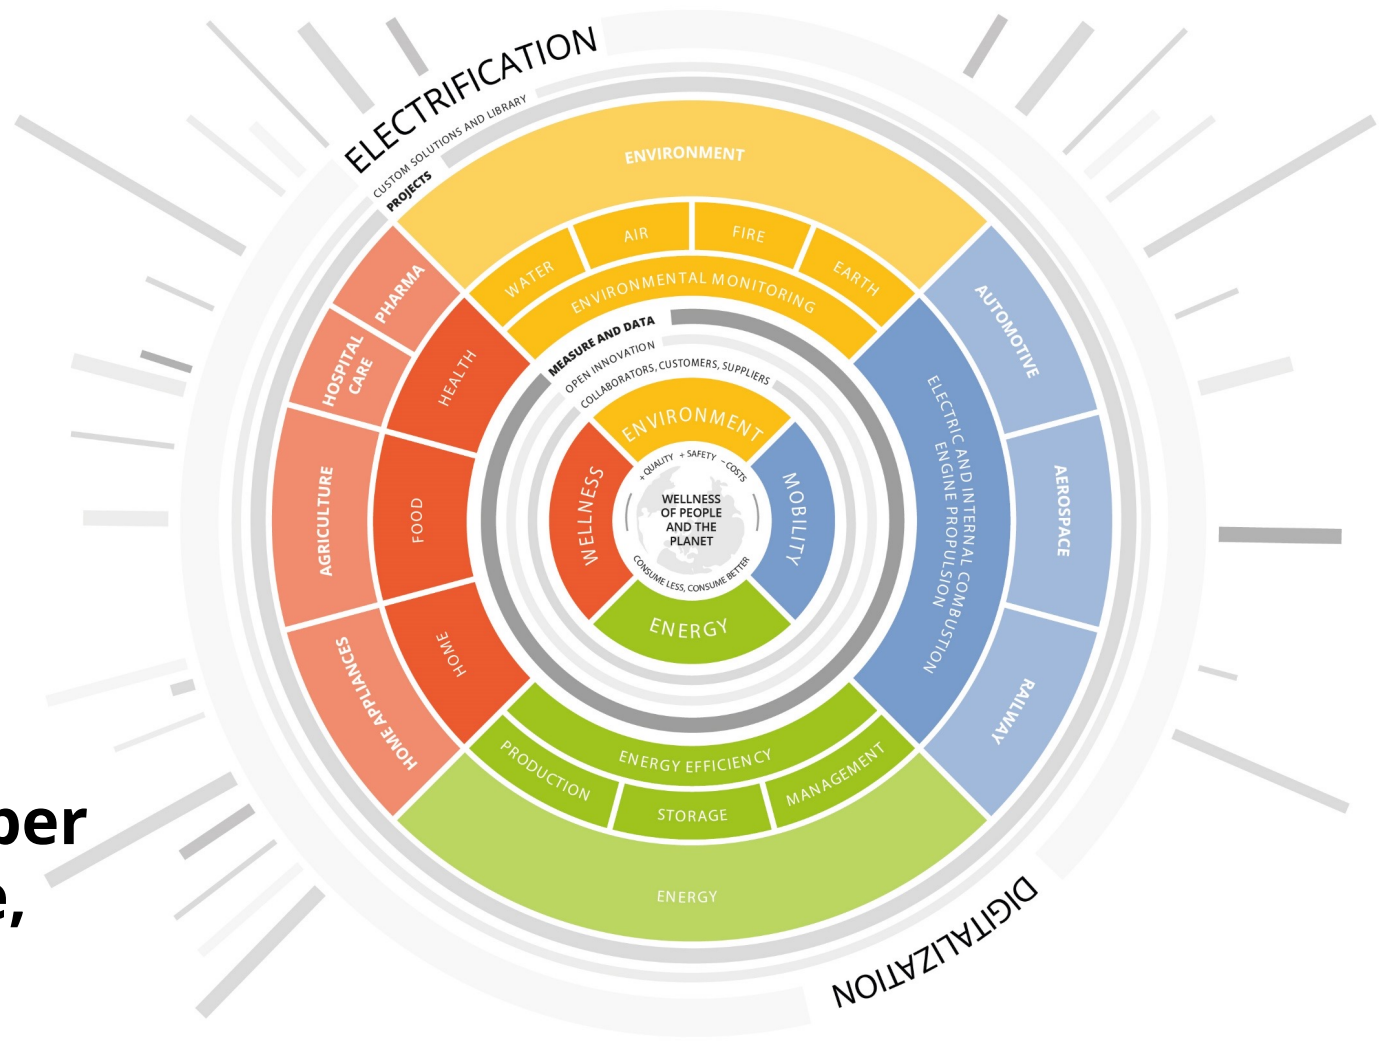 ELECTRIFICATION
CUSTOM SOLUTIONS AND LIBRARY
PROJECTS
ENVIRONMENT
WATER
AIR
FIRE
EARTH
ENVIRONMENTAL MONITORING
PHARMA
HOSPITAL
CARE
HEALTH
AGRICULTURE
FOOD
HOME APPLIANCES
HOME
MEASURE AND DATA
OPEN INNOVATION
COLLABORATORS, CUSTOMERS, SUPPLIERS
ENVIRONMENT
WELLNESS
MOBILITY
ENERGY
+ QUALITY + SAFETY − COSTS
WELLNESS
OF PEOPLE
AND THE
PLANET
CONSUME LESS, CONSUME BETTER
AUTOMOTIVE
ELECTRIC AND INTERNAL COMBUSTION
ENGINE PROPULSION
AEROSPACE
RAILWAY
ENERGY EFFICIENCY
PRODUCTION
STORAGE
MANAGEMENT
ENERGY
DIGITALIZATION
per
e,